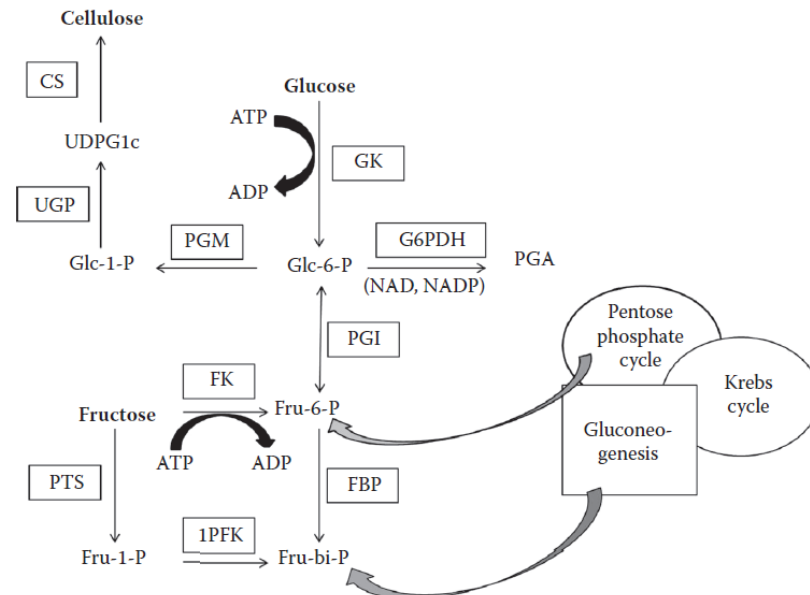 Cellulose
CS
Glucose
ATP
UDPG1c
GK
ADP
UGP
PGM
G6PDH
Glc-1-P
Glc-6-P
PGA
(NAD, NADP)
Pentose
phosphate
cycle
PGI
Krebs
cycle
FK
Fructose
Fru-6-P
Gluconeo-
genesis
ATP
ADP
PTS
FBP
1PFK
Fru-1-P
Fru-bi-P